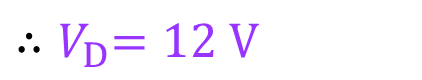 ∴ V_D = 12 V